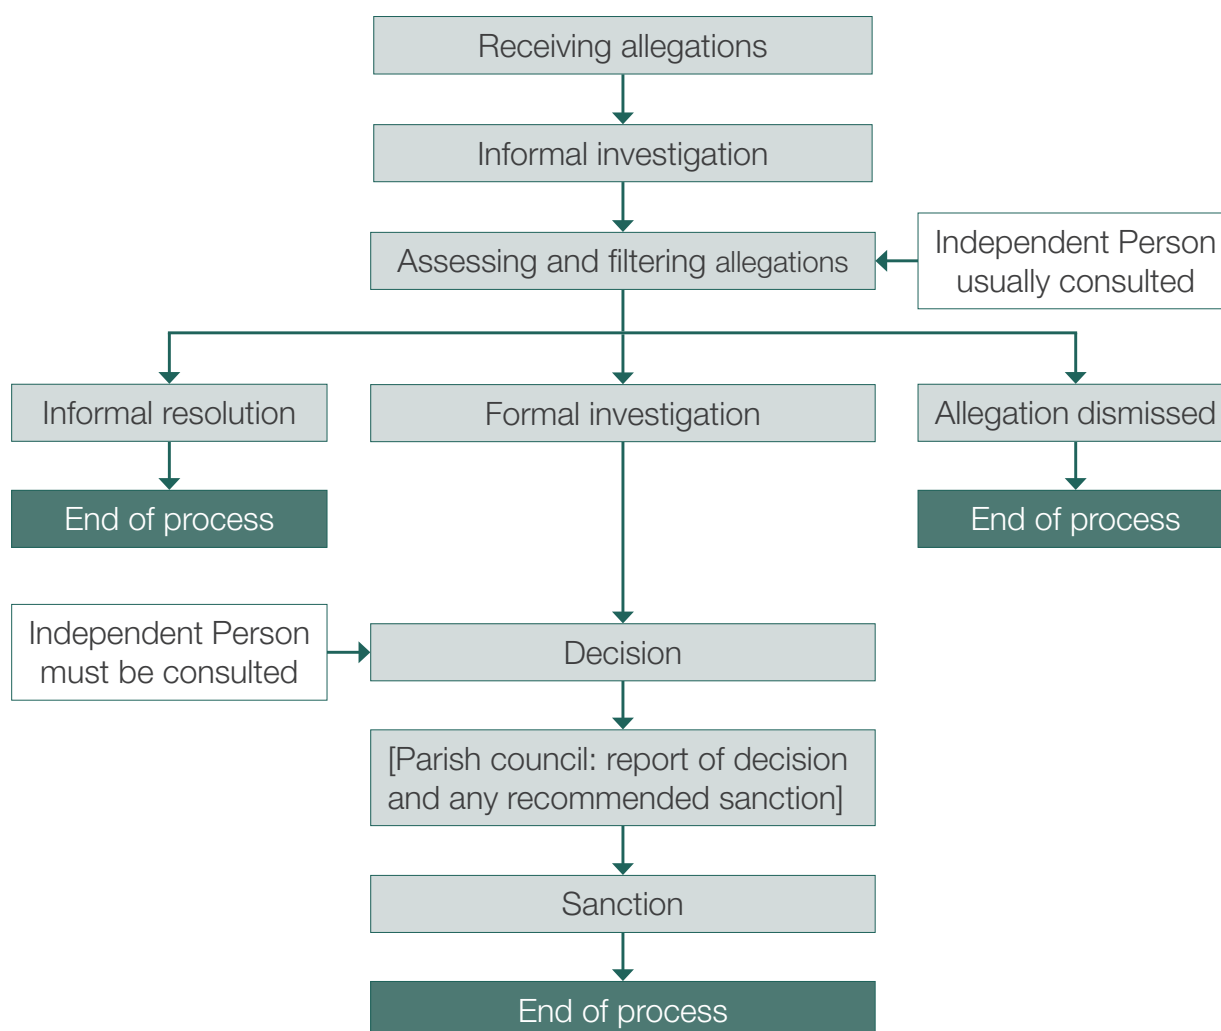 Receiving allegations
Informal investigation
Assessing and filtering allegations
Independent Person
usually consulted
Informal resolution
Formal investigation
Allegation dismissed
End of process
End of process
Independent Person
must be consulted
Decision
[Parish council: report of decision
and any recommended sanction]
Sanction
End of process